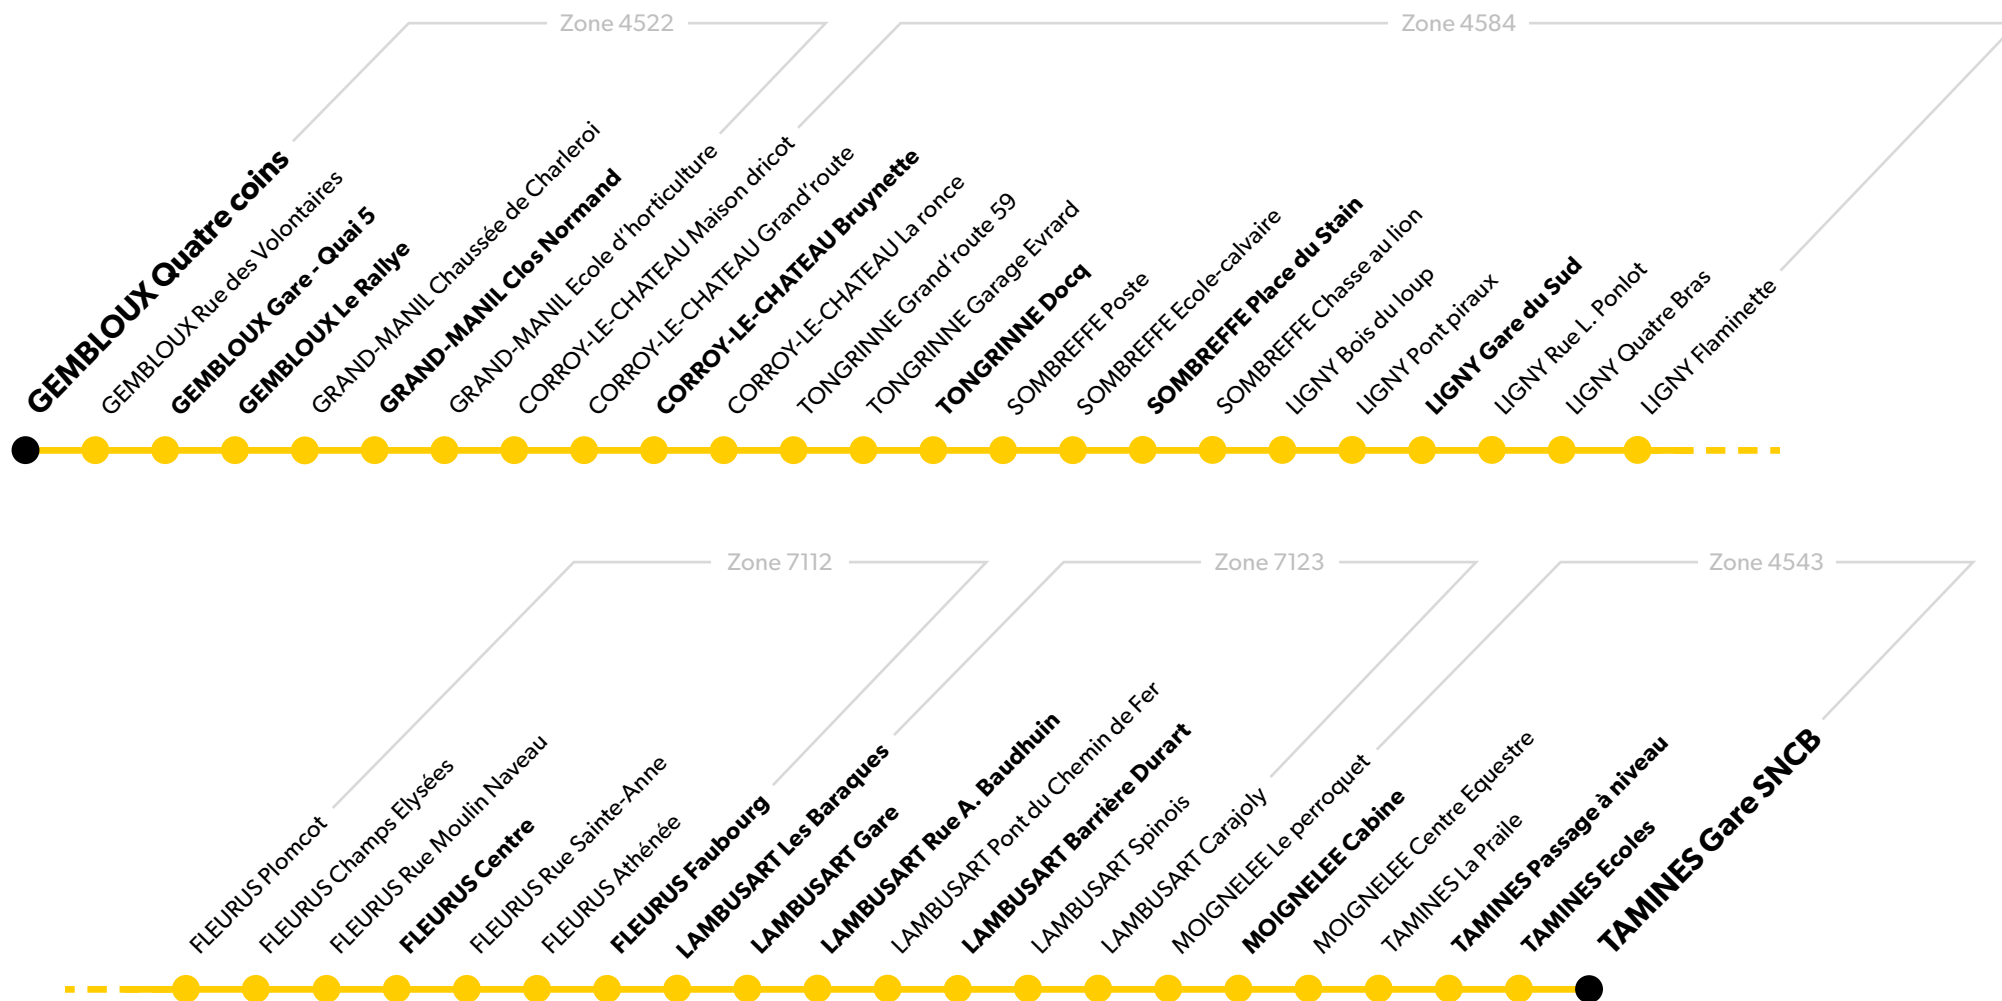 Zone 4522
Zone 4584
GEMBLOUX Quatre coins
GEMBLOUX Rue des Volontaires
GEMBLOUX Gare - Quai 5
GEMBLOUX Le Rallye
GRAND-MANIL Chaussée de Charleroi
GRAND-MANIL Clos Normand
GRAND-MANIL Ecole d'horticulture
CORROY-LE-CHATEAU Maison dricot
CORROY-LE-CHATEAU Grand'route
CORROY-LE-CHATEAU Bruynette
CORROY-LE-CHATEAU La ronce
TONGRINNE Grand'route 59
TONGRINNE Garage Evrard
TONGRINNE Docq
SOMBREFFE Poste
SOMBREFFE Ecole-calvaire
SOMBREFFE Place du Stain
SOMBREFFE Chasse au lion
LIGNY Bois du loup
LIGNY Pont piraux
LIGNY Gare du Sud
LIGNY Rue L. Ponlot
LIGNY Quatre Bras
LIGNY Flaminette
Zone 7112
Zone 7123
Zone 4543
FLEURUS Plomcot
FLEURUS Champs Elysées
FLEURUS Rue Moulin Naveau
FLEURUS Centre
FLEURUS Rue Sainte-Anne
FLEURUS Athénée
FLEURUS Faubourg
LAMBUSART Les Baraques
LAMBUSART Gare
LAMBUSART Rue A. Baudhuin
LAMBUSART Pont du Chemin de Fer
LAMBUSART Barrière Durart
LAMBUSART Spinois
LAMBUSART Carajoly
MOIGNELEE Le perroquet
MOIGNELEE Cabine
MOIGNELEE Centre Equestre
TAMINES La Praile
TAMINES Passage à niveau
TAMINES Ecoles
TAMINES Gare SNCB